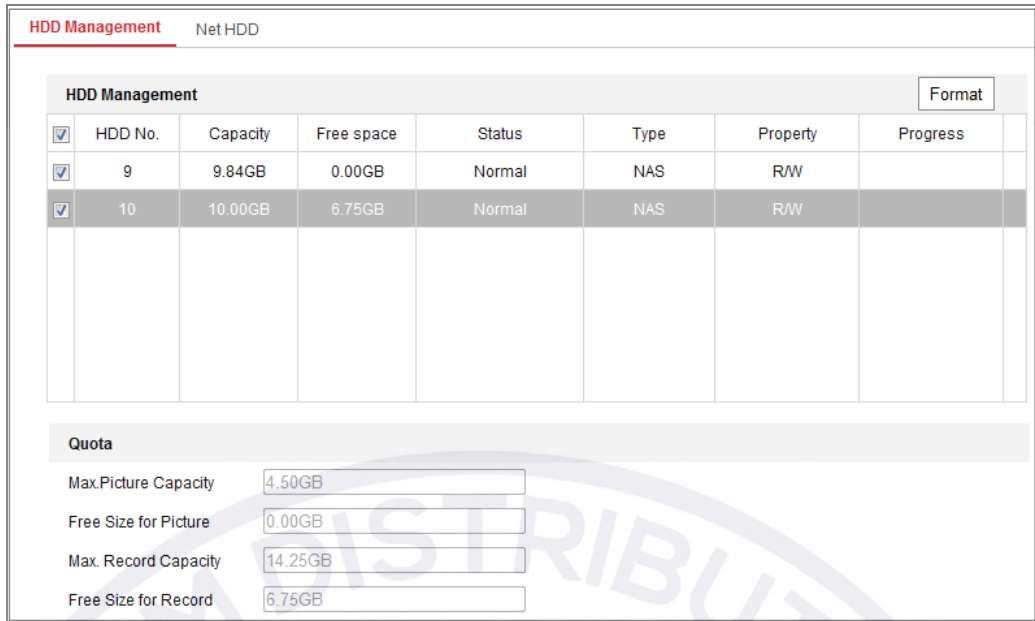 HDD Management Net HDD
HDD Management Format
HDD No. Capacity Free space Status Type Property Progress
9 9.84GB 0.00GB Normal NAS R/W
10 10.00GB 6.75GB Normal NAS R/W
Quota
Max.Picture Capacity 4.50GB
Free Size for Picture 0.00GB
Max. Record Capacity 14.25GB
Free Size for Record 6.75GB
M DISTRIBUT